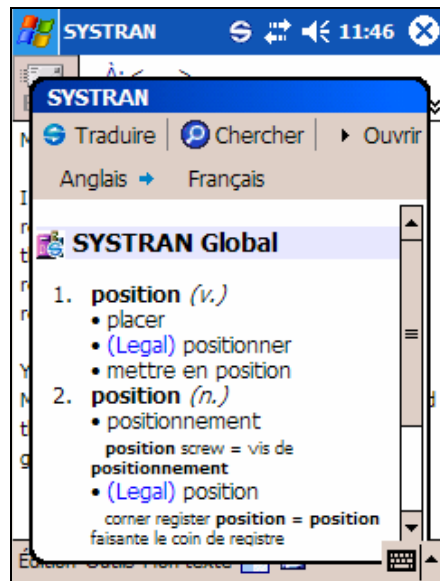 SYSTRAN 11:46
À: <
SYSTRAN
Traduire Chercher Ouvrir
Anglais Français
SYSTRAN Global
1. position (v.)
• placer
• (Legal) positionner
• mettre en position
2. position (n.)
• positionnement
position screw = vis de
positionnement
• (Legal) position
corner register position = position
faisante le coin de registre